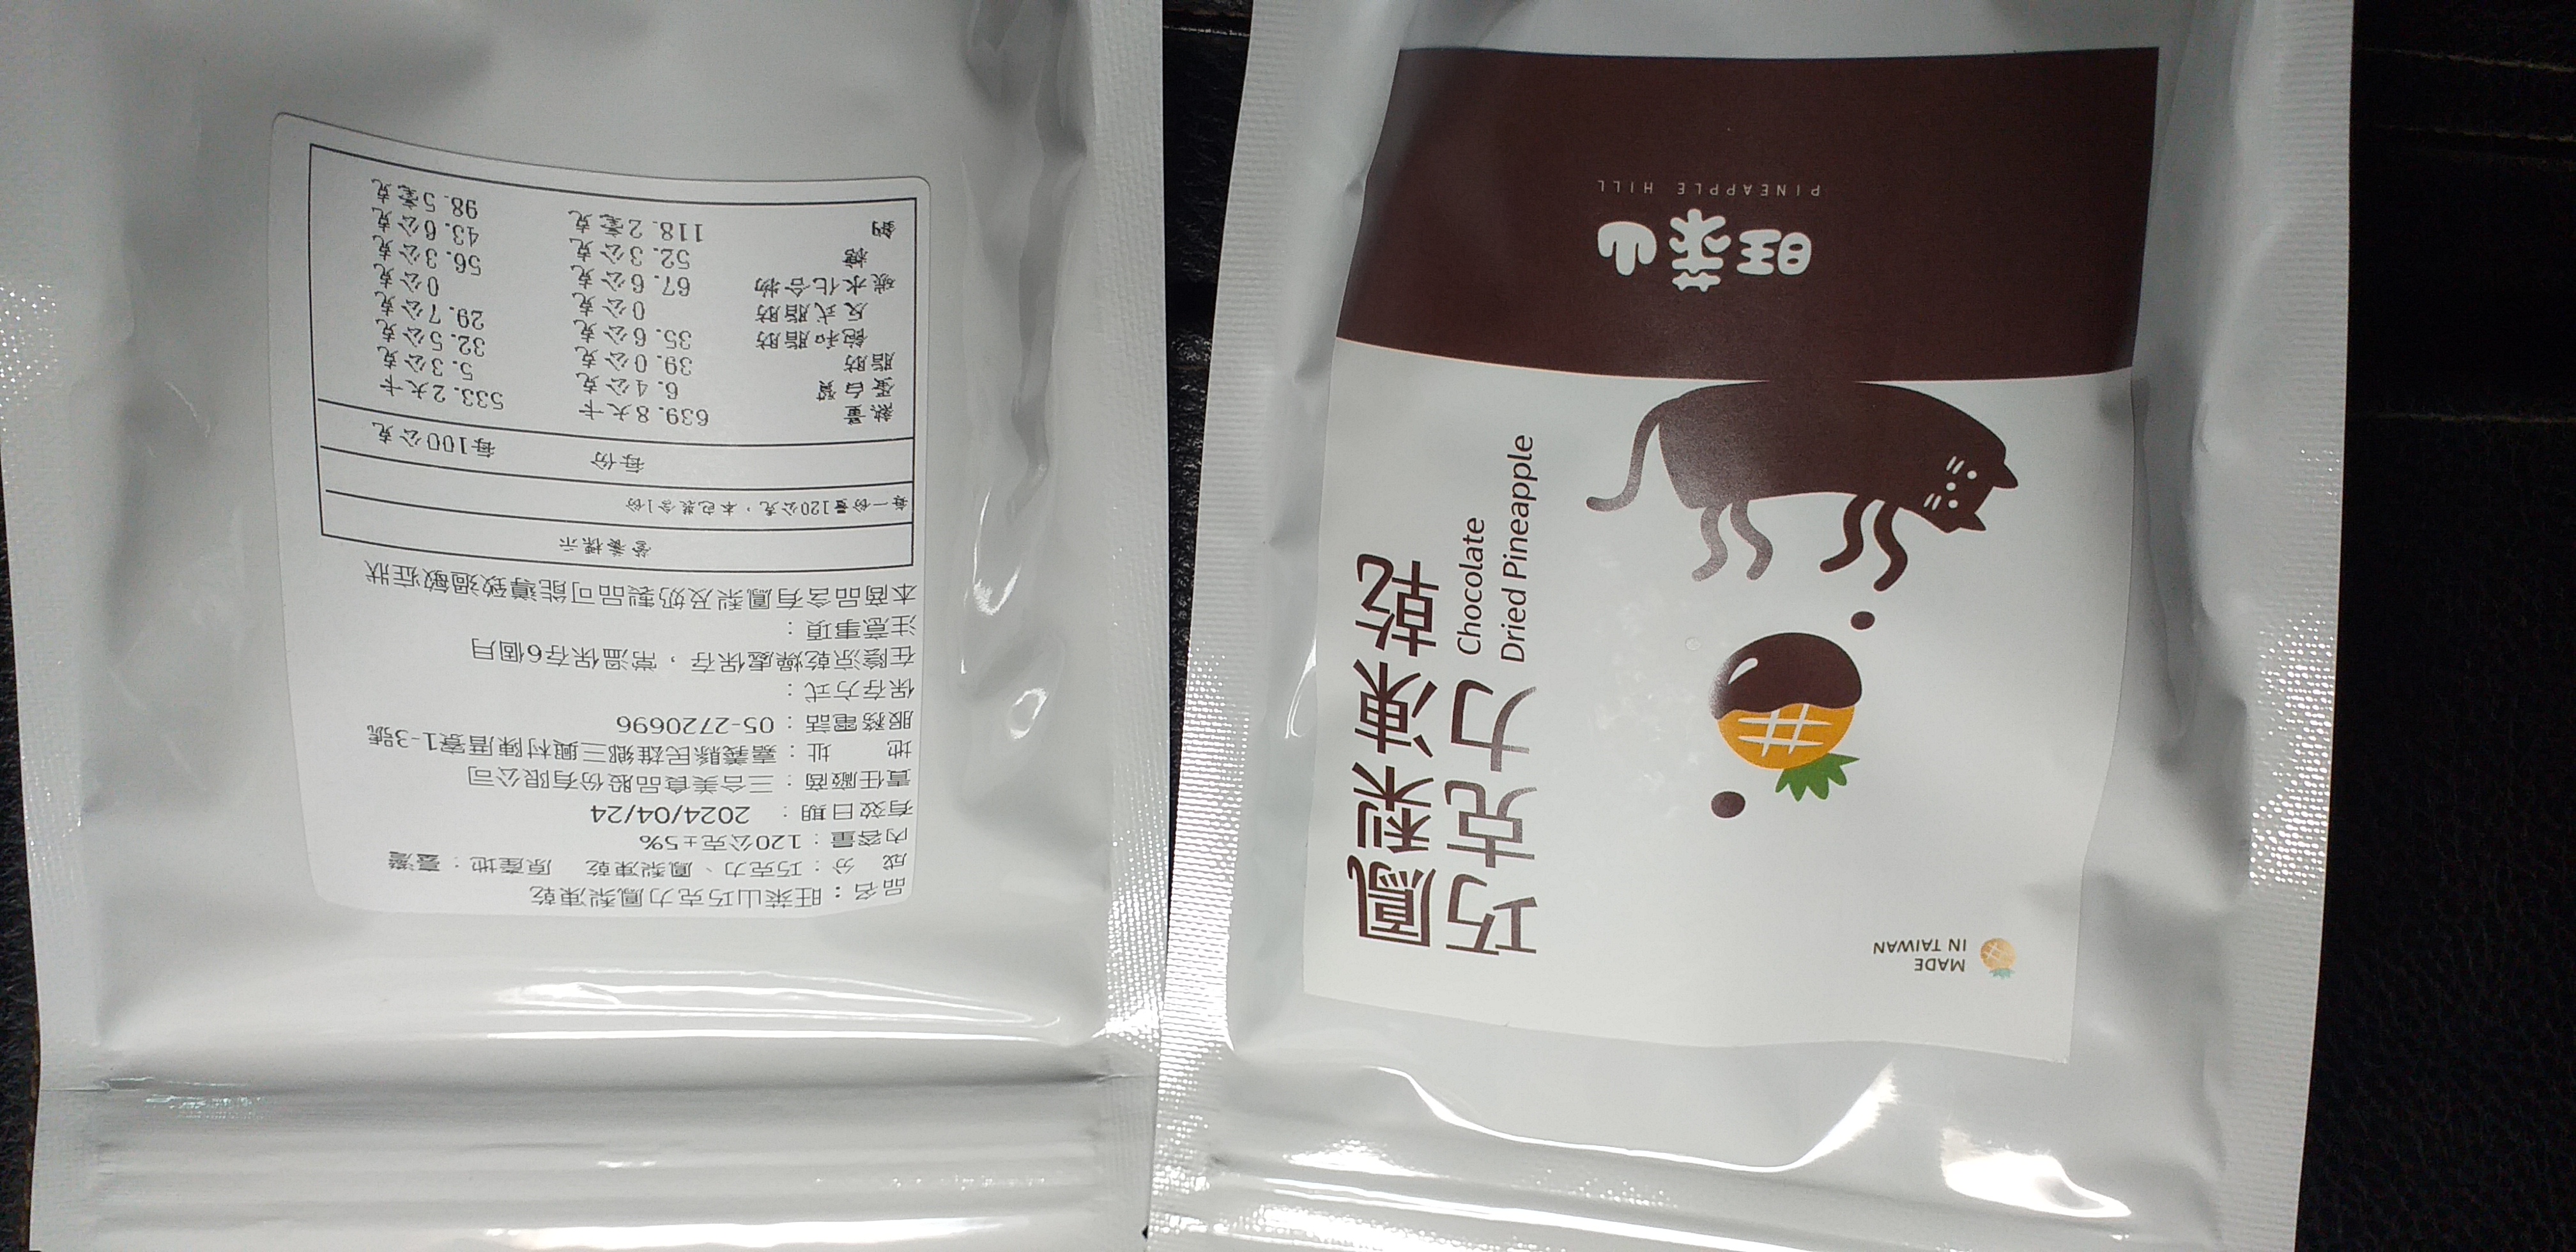 品名：旺萊山巧克力鳳梨凍乾
成　分：巧克力、鳳梨凍乾　原產地：臺灣
內容量：120公克±5%
有效日期：　2024/04/24
責任廠商：三合美食品股份有限公司
地　　址：嘉義縣民雄鄉三興村陳厝寮1-3號
服務電話：05-2720696
保存方式：
在陰涼乾燥處保存，常溫保存6個月
注意事項：
本商品含有鳳梨及奶製品可能導致過敏症狀
營養標示
每一份量120公克，本包裝含1份
每份　每100公克
熱量　639.8大卡　533.2大卡
蛋白質　6.4公克　5.3公克
脂肪　39.0公克　32.5公克
飽和脂肪　35.6公克　29.7公克
反式脂肪　0公克　0公克
碳水化合物　67.6公克　56.3公克
糖　52.3公克　43.6公克
鈉　118.2毫克　98.5毫克
MADE
IN TAIWAN
巧克力
鳳梨凍乾
Chocolate
Dried Pineapple
旺萊山
PINEAPPLE HILL